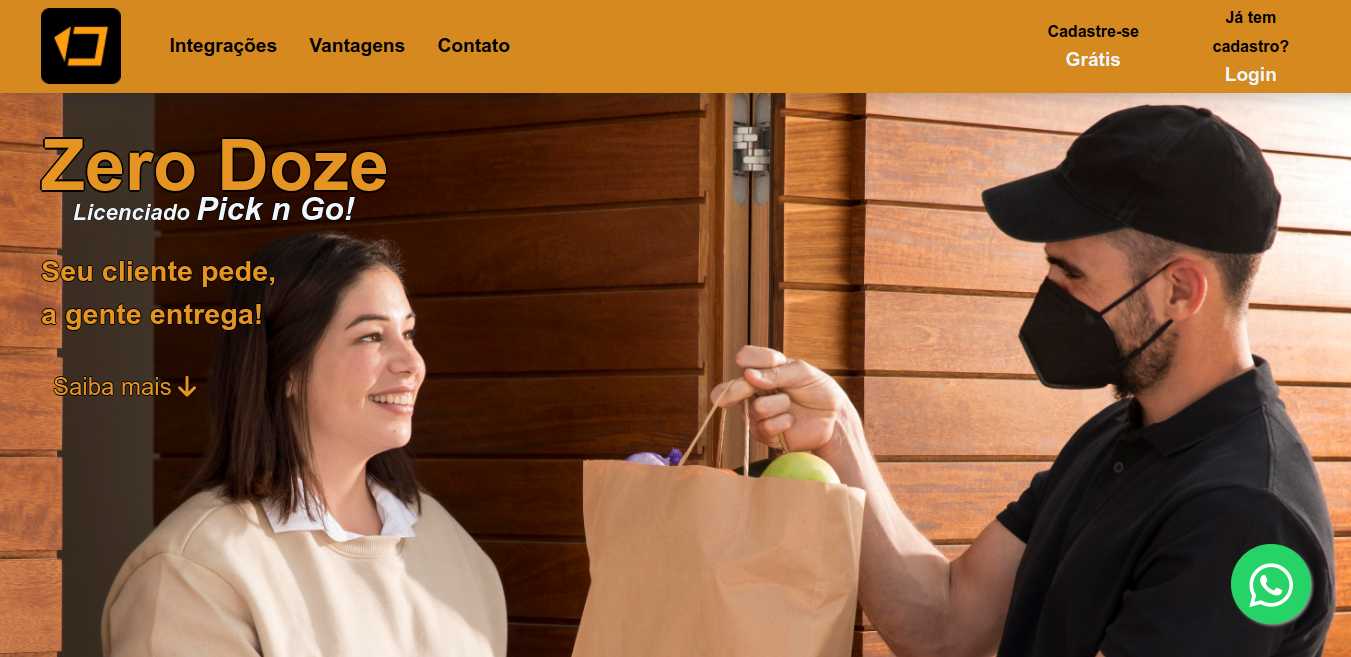 Integrações
Vantagens
Contato
Cadastre-se
Grátis
Já tem
cadastro?
Login
Zero Doze
Licenciado Pick n Go!
Seu cliente pede,
a gente entrega!
Saiba mais